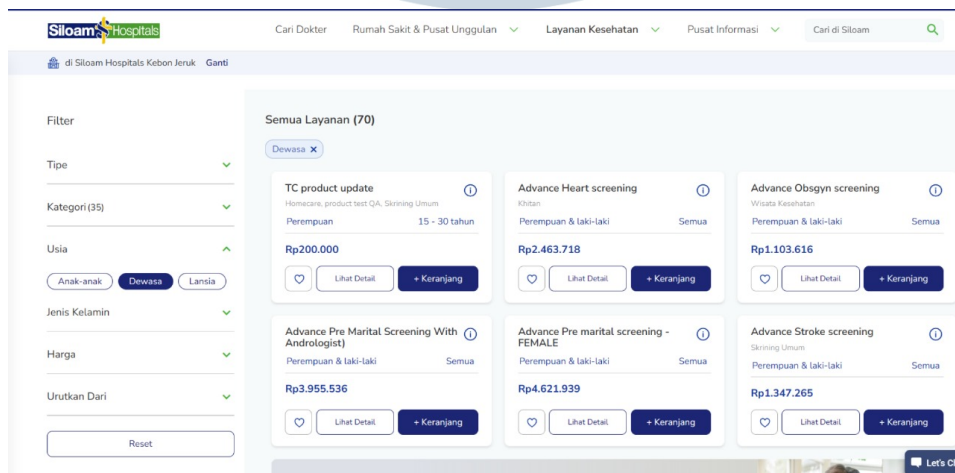 Siloam Hospitals
Cari Dokter
Rumah Sakit & Pusat Unggulan
Layanan Kesehatan
Pusat Informasi
Cari di Siloam
di Siloam Hospitals Kebon Jeruk Ganti
Filter
Tipe
Kategori (35)
Usia
Anak-anak
Dewasa
Lansia
Jenis Kelamin
Harga
Urutkan Dari
Reset
Semua Layanan (70)
Dewasa X
TC product update
Homecare, product test QA, Skrining Umum
Perempuan 15 - 30 tahun
Rp200.000
Lihat Detail
+ Keranjang
Advance Heart screening
Khitan
Perempuan & laki-laki Semua
Rp2.463.718
Lihat Detail
+ Keranjang
Advance Obsgyn screening
Wisata Kesehatan
Perempuan & laki-laki Semua
Rp1.103.616
Lihat Detail
+ Keranjang
Advance Pre Marital Screening With
Andrologist)
Perempuan & laki-laki Semua
Rp3.955.536
Lihat Detail
+ Keranjang
Advance Pre marital screening -
FEMALE
Perempuan & laki-laki Semua
Rp4.621.939
Lihat Detail
+ Keranjang
Advance Stroke screening
Skrining Umum
Perempuan & laki-laki Semua
Rp1.347.265
Lihat Detail
+ Keranjang
Let's